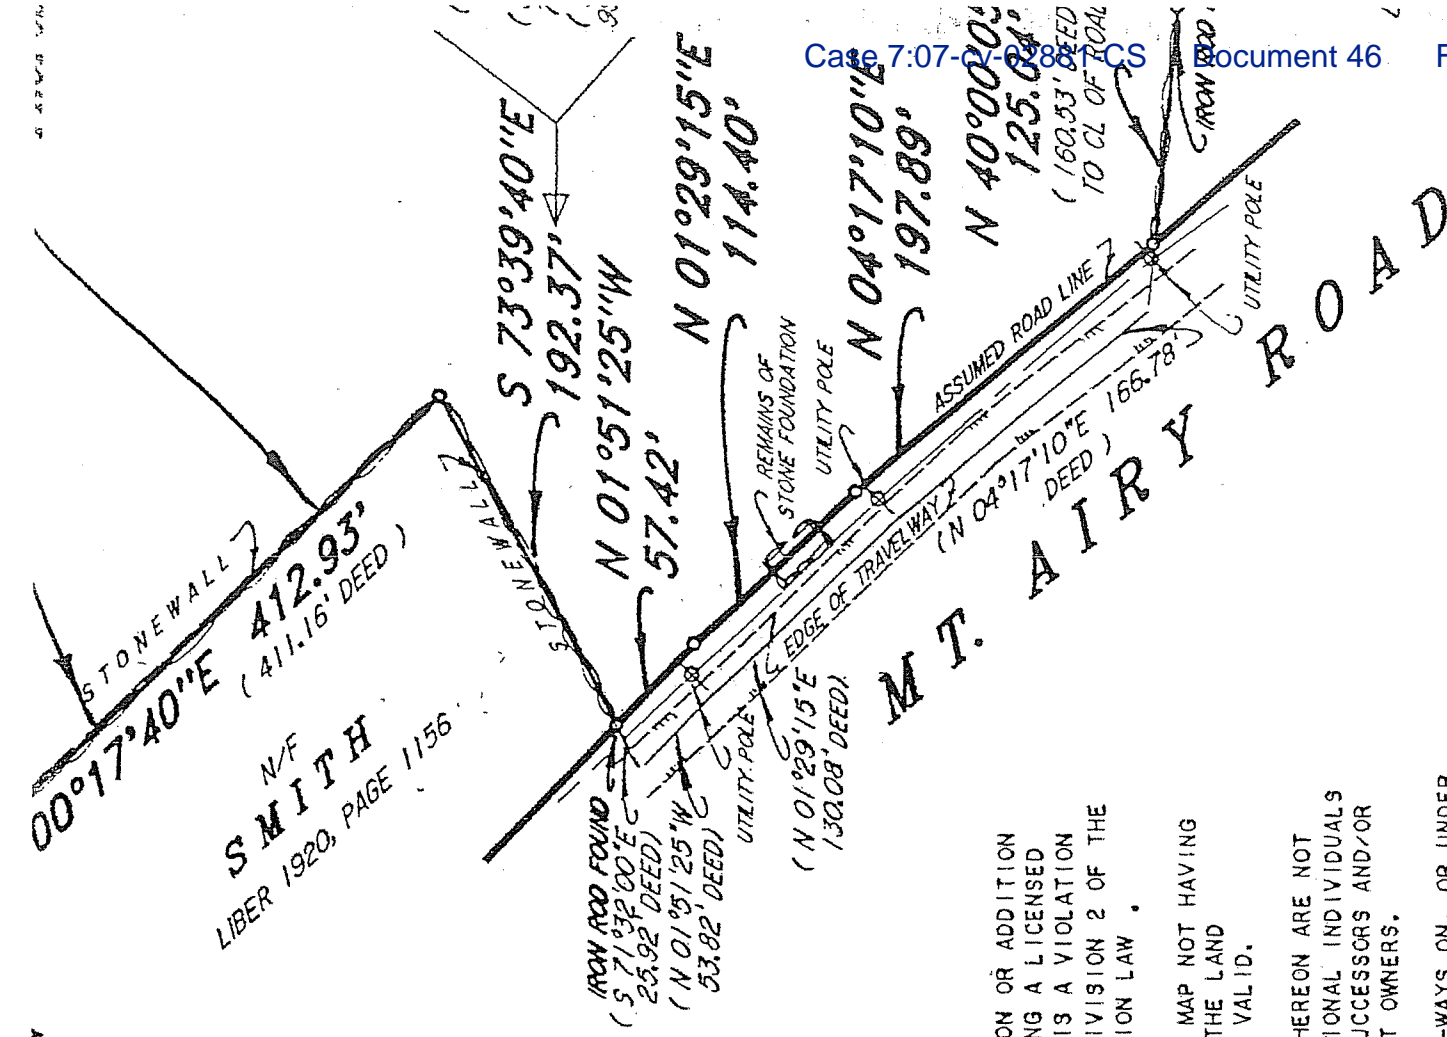 Case 7:07-cv-02881-CS Document 46
S 73°39'40"E
192.37'
N 01°51'25"W
57.42'
N 01°29'15"E
114.40'
N 04°17'10"E
197.89'
N 40°00'
125.04'
( 160.53' DEED
TO CL OF ROAD
IRON ROD
REMAINS OF
STONE FOUNDATION
UTILITY POLE
ASSUMED ROAD LINE
UTILITY POLE
STONEWALL
412.93'
( 411.16' DEED )
00°17'40"E
STONEWALL
N/F
SMITH
LIBER 1920, PAGE 1156
EDGE OF TRAVELWAY
( N 04°17'10"E 166.78'
DEED )
MT. AIRY ROAD
UTILITY POLE
( N 01°29'15"E
130.08' DEED)
IRON ROD FOUND
( S 71°32'00"E
25.92' DEED)
( N 01°51'25"W
53.82' DEED)
ON OR ADDITION
NG A LICENSED
IS A VIOLATION
IVISION 2 OF THE
ION LAW .
MAP NOT HAVING
THE LAND
VALID.
HEREON ARE NOT
IONAL INDIVIDUALS
UCCESSORS AND/OR
T OWNERS.
WAYS ON, OR UNDER